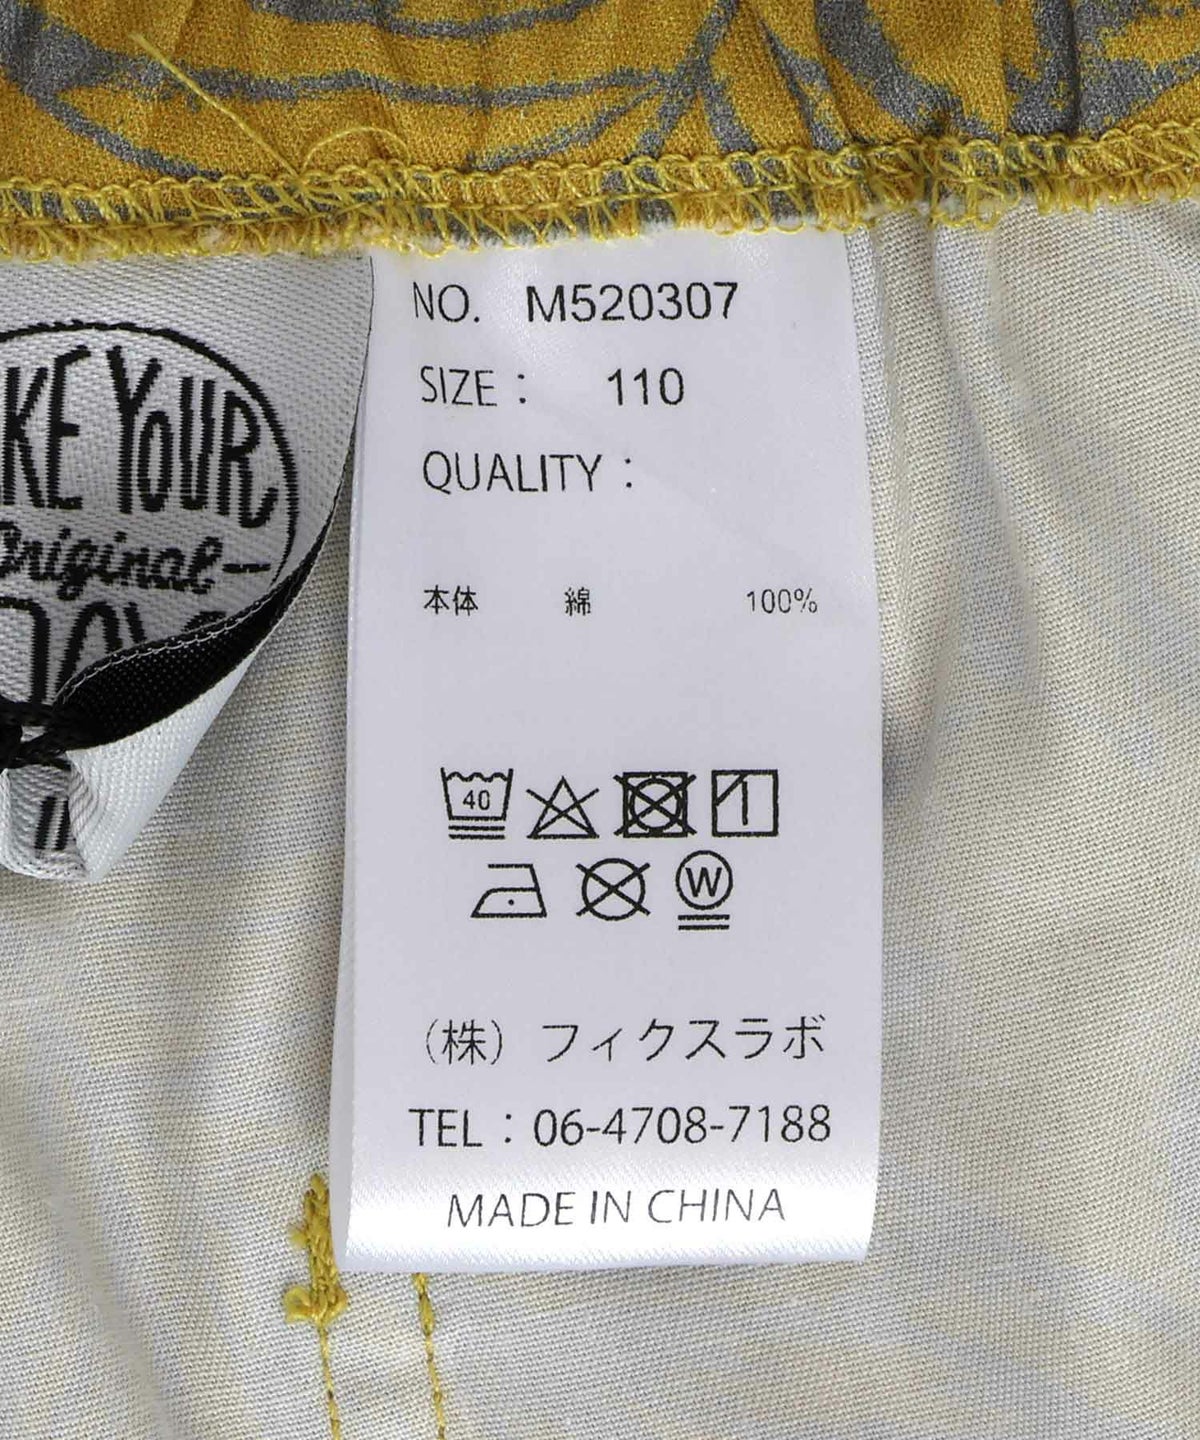 NO. M520307
SIZE : 110
QUALITY :
本体 綿 100%
40
W
(株) フィクスラボ
TEL : 06-4708-7188
MADE IN CHINA
YOUR
Original